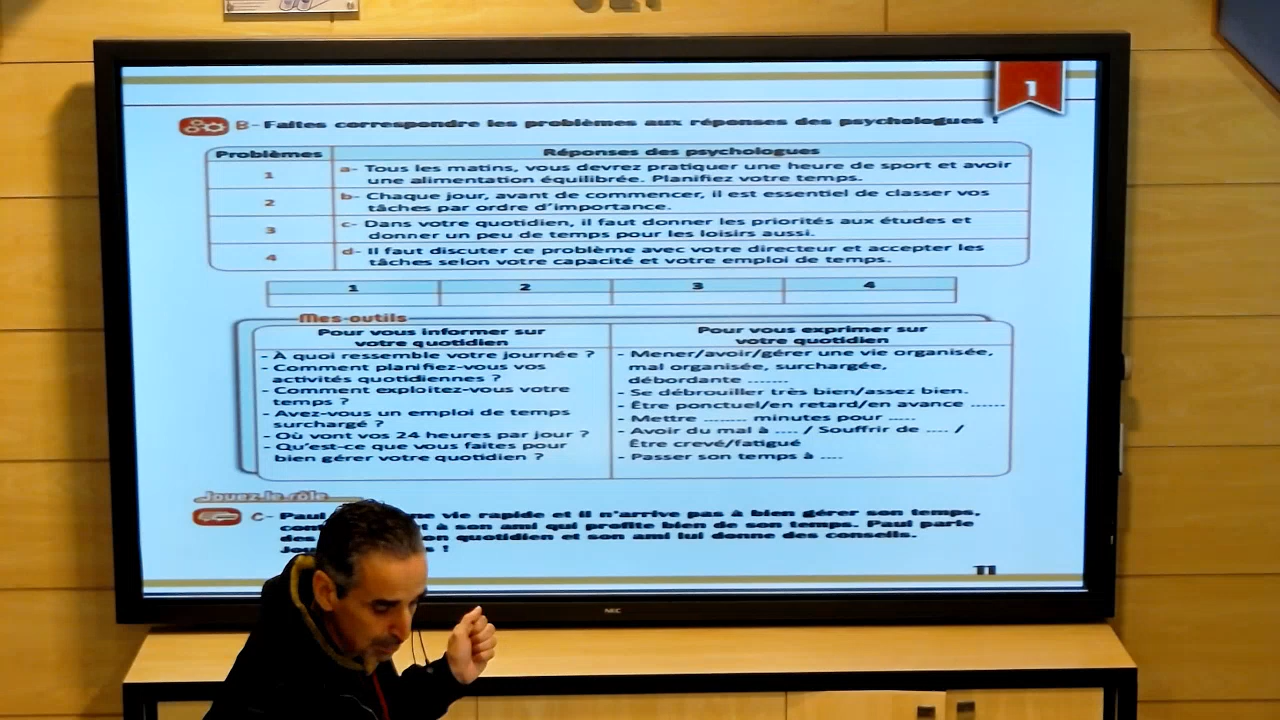 1
B- Faites correspondre les problèmes aux réponses des psychologues !
Problèmes
Réponses des psychologues
1
a- Tous les matins, vous devrez pratiquer une heure de sport et avoir
une alimentation équilibrée. Planifiez votre temps.
2
b- Chaque jour, avant de commencer, il est essentiel de classer vos
tâches par ordre d'importance.
3
c- Dans votre quotidien, il faut donner les priorités aux études et
donner un peu de temps pour les loisirs aussi.
4
d- Il faut discuter ce problème avec votre directeur et accepter les
tâches selon votre capacité et votre emploi de temps.
1 2 3 4
Mes outils
Pour vous informer sur
votre quotidien
- À quoi ressemble votre journée ?
- Comment planifiez-vous vos
activités quotidiennes ?
- Comment exploitez-vous votre
temps ?
- Avez-vous un emploi de temps
surchargé ?
- Où vont vos 24 heures par jour ?
- Qu'est-ce que vous faites pour
bien gérer votre quotidien ?
Pour vous exprimer sur
votre quotidien
- Mener/avoir/gérer une vie organisée,
mal organisée, surchargée,
débordante .......
- Se débrouiller très bien/assez bien.
- Être ponctuel/en retard/en avance ......
- Mettre ........ minutes pour .....
- Avoir du mal à .... / Souffrir de .... /
Être crevé/fatigué
- Passer son temps à ....
Jouez le rôle
C- Paul vie rapide et il n'arrive pas à bien gérer son temps,
à son ami qui profite bien de son temps. Paul parle
des quotidien et son ami lui donne des conseils.
!
11
NEC